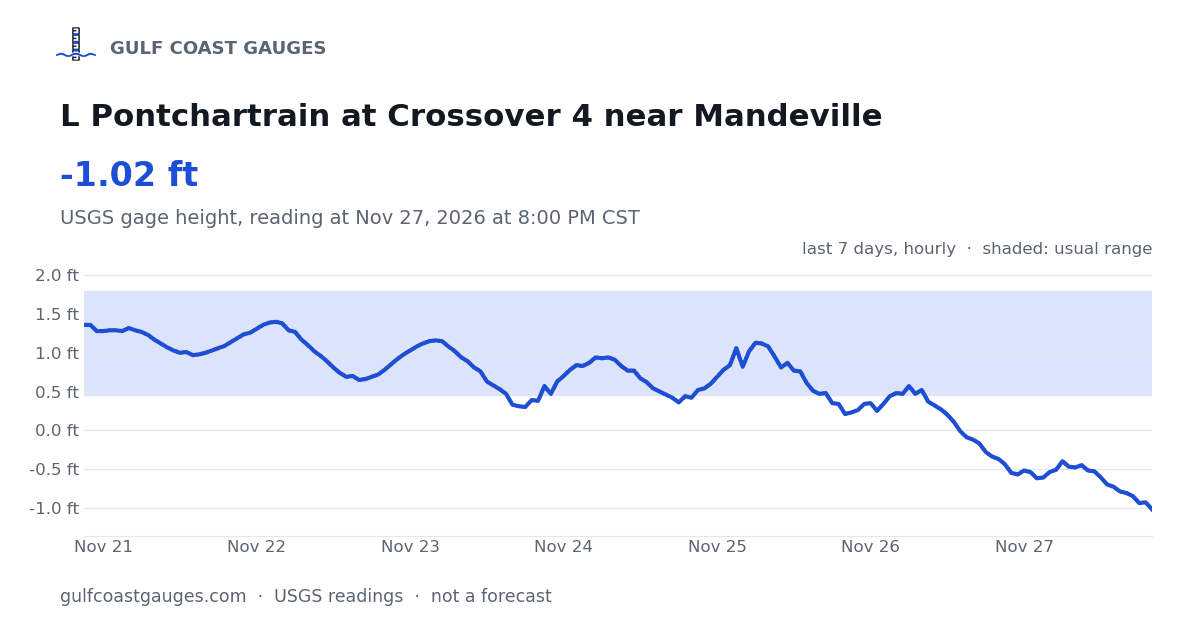 GULF COAST GAUGES
L Pontchartrain at Crossover 4 near Mandeville
-1.02 ft
USGS gage height, reading at Nov 27, 2026 at 8:00 PM CST
last 7 days, hourly · shaded: usual range
2.0 ft
1.5 ft
1.0 ft
0.5 ft
0.0 ft
-0.5 ft
-1.0 ft
Nov 21 Nov 22 Nov 23 Nov 24 Nov 25 Nov 26 Nov 27
gulfcoastgauges.com · USGS readings · not a forecast